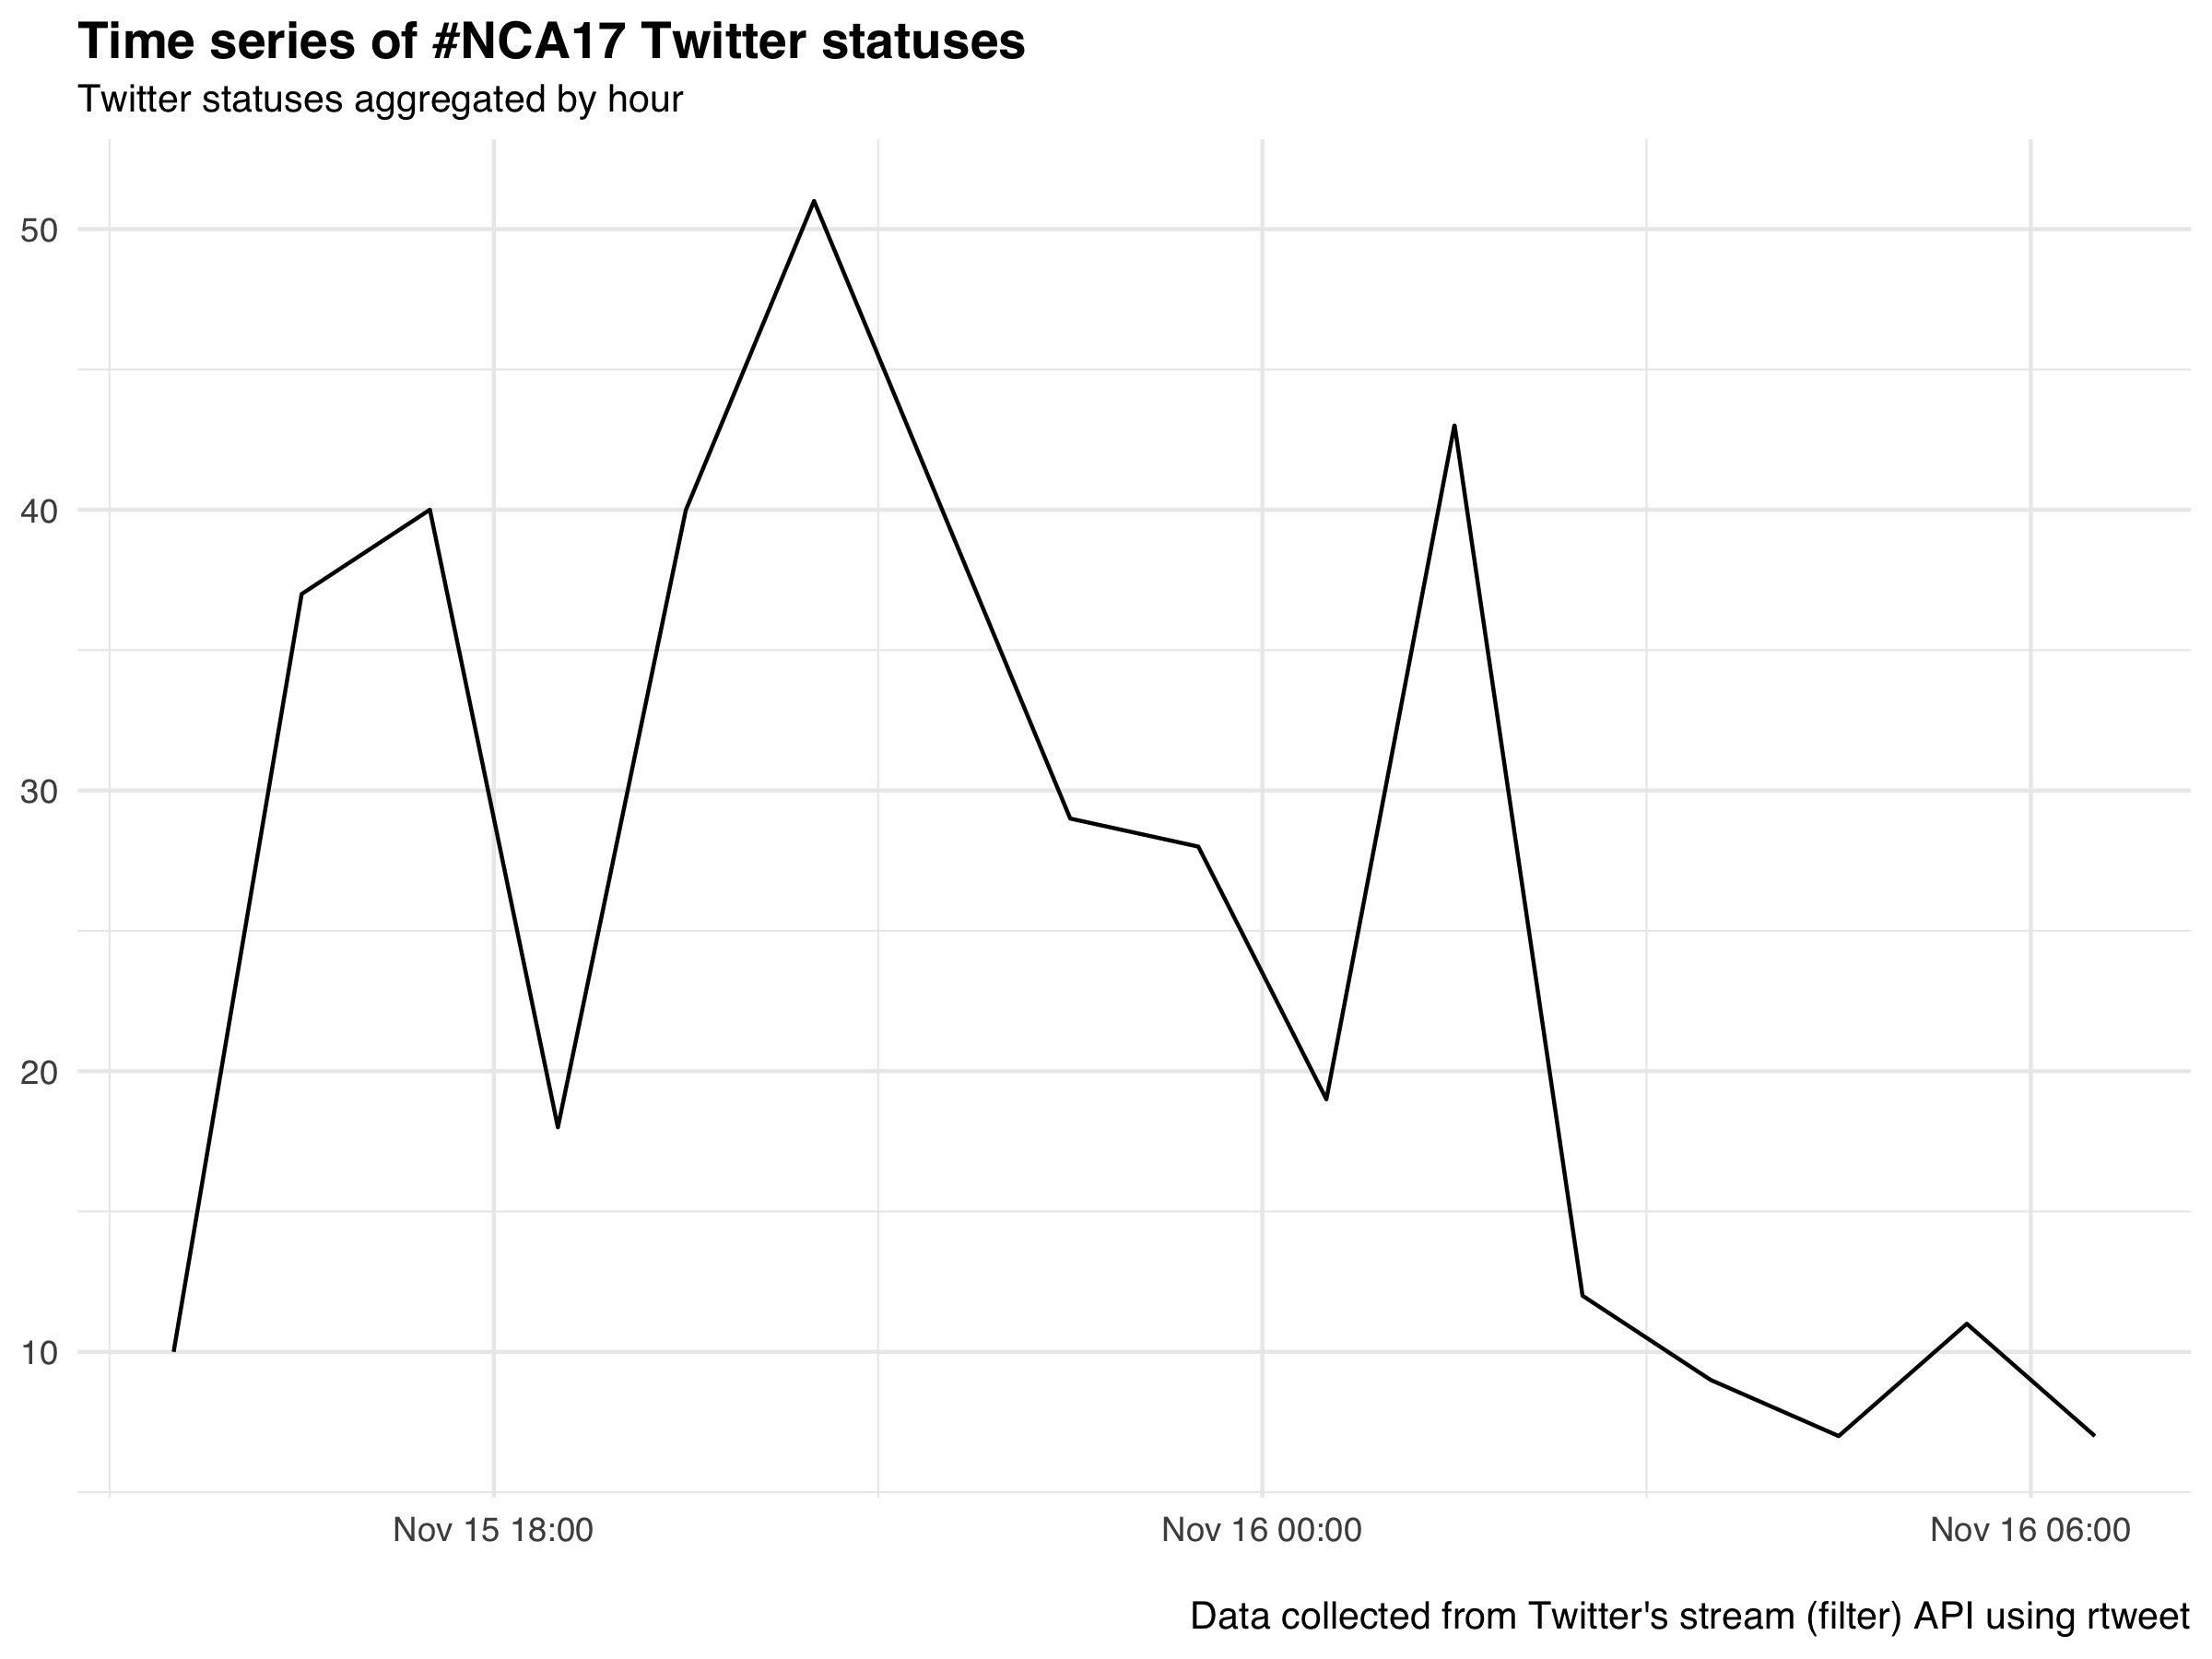 Time series of #NCA17 Twitter statuses
Twitter statuses aggregated by hour
50
40
30
20
10
Nov 15 18:00 Nov 16 00:00 Nov 16 06:00
Data collected from Twitter's stream (filter) API using rtweet